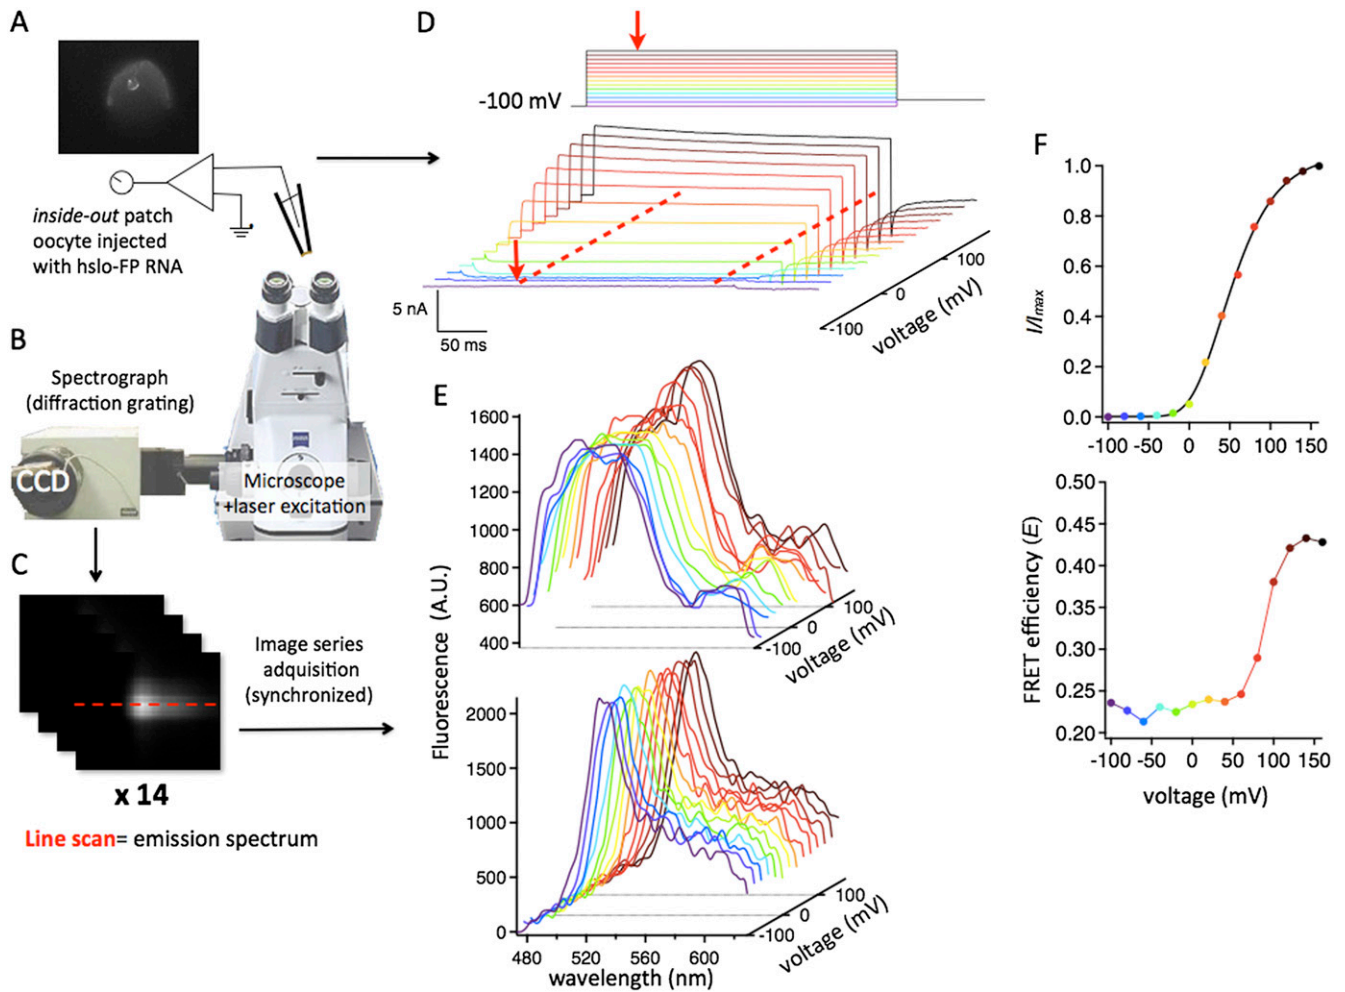 A
inside-out patch
oocyte injected
with hslo-FP RNA
B
Spectrograph
(diffraction grating)
CCD
Microscope
+laser excitation
C
Image series
adquisition
(synchronized)
x 14
Line scan= emission spectrum
D
-100 mV
5 nA
50 ms
-100
0
100
voltage (mV)
E
1600
1400
1200
1000
800
600
400
100
0
-100
voltage (mV)
Fluorescence (A.U.)
2000
1500
1000
500
0
100
0
-100
voltage (mV)
480 520 560 600
wavelength (nm)
F
1.0
0.8
0.6
0.4
0.2
0.0
I/Imax
-100 -50 0 50 100 150
0.50
0.45
0.40
0.35
0.30
0.25
0.20
FRET efficiency (E)
-100 -50 0 50 100 150
voltage (mV)